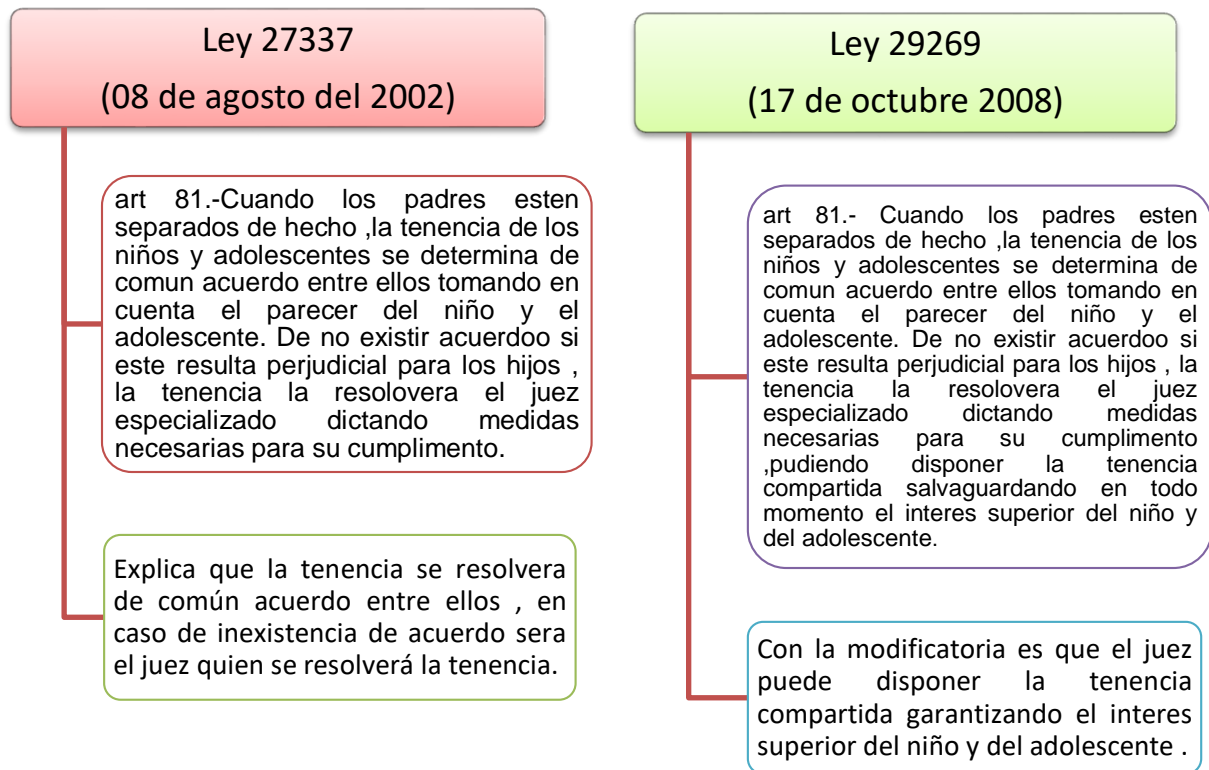 Ley 27337
(08 de agosto del 2002)
art 81.-Cuando los padres esten
separados de hecho ,la tenencia de los
niños y adolescentes se determina de
comun acuerdo entre ellos tomando en
cuenta el parecer del niño y el
adolescente. De no existir acuerdoo si
este resulta perjudicial para los hijos ,
la tenencia la resolovera el juez
especializado dictando medidas
necesarias para su cumplimento.
Explica que la tenencia se resolvera
de común acuerdo entre ellos , en
caso de inexistencia de acuerdo sera
el juez quien se resolverá la tenencia.
Ley 29269
(17 de octubre 2008)
art 81.- Cuando los padres esten
separados de hecho ,la tenencia de los
niños y adolescentes se determina de
comun acuerdo entre ellos tomando en
cuenta el parecer del niño y el
adolescente. De no existir acuerdoo si
este resulta perjudicial para los hijos , la
tenencia la resolovera el juez
especializado dictando medidas
necesarias para su cumplimento
,pudiendo disponer la tenencia
compartida salvaguardando en todo
momento el interes superior del niño y
del adolescente.
Con la modificatoria es que el juez
puede disponer la tenencia
compartida garantizando el interes
superior del niño y del adolescente .